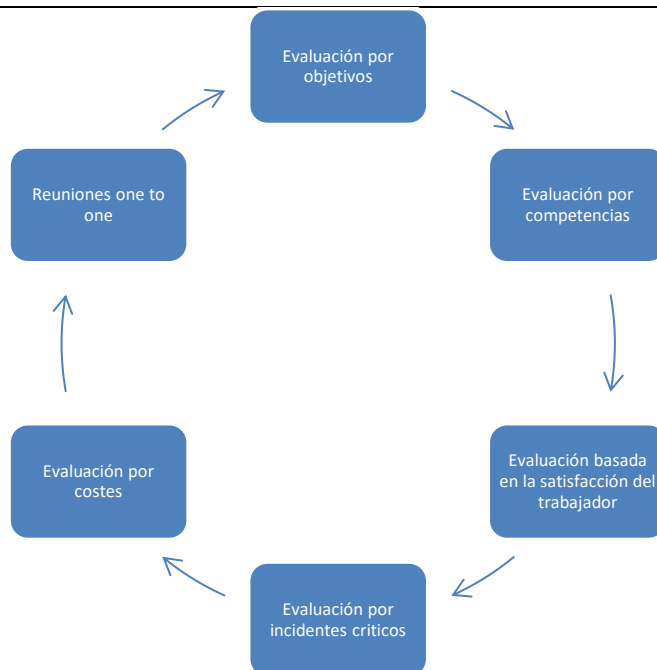 Evaluación por
objetivos
Evaluación por
competencias
Evaluación basada
en la satisfacción del
trabajador
Evaluación por
incidentes criticos
Evaluación por
costes
Reuniones one to
one